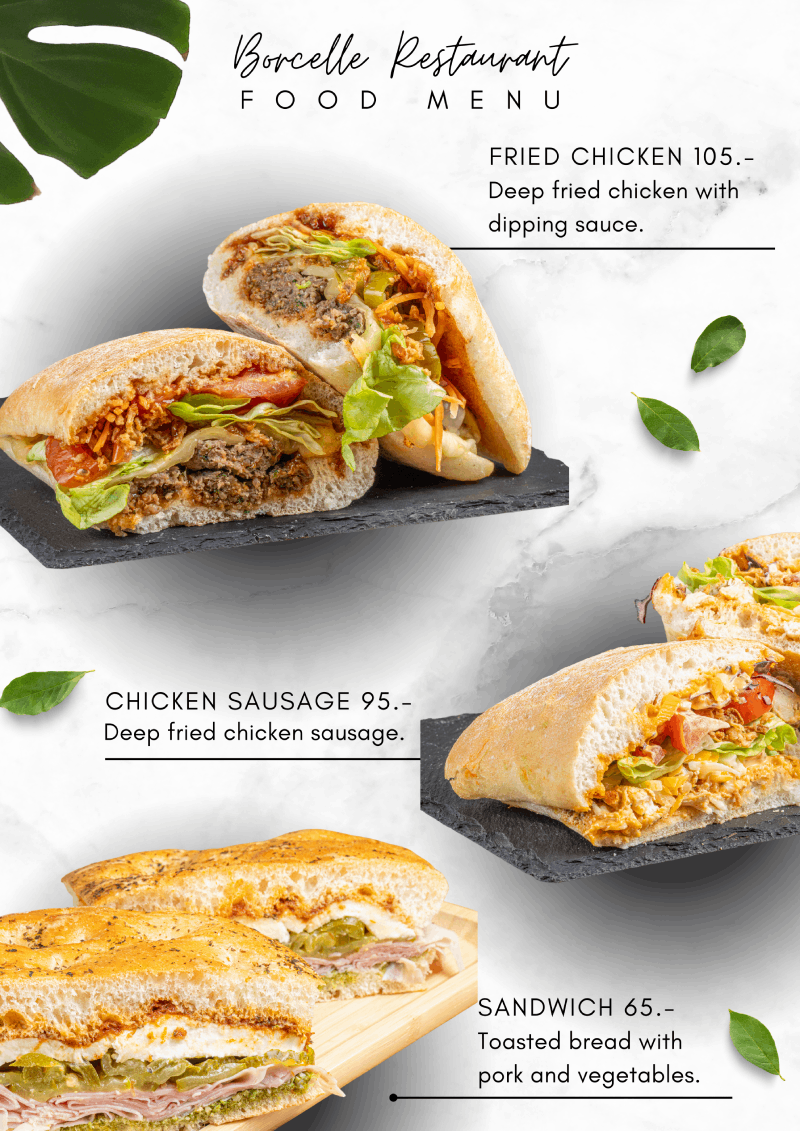 Borcelle Restaurant
FOOD MENU
FRIED CHICKEN 105.-
Deep fried chicken with
dipping sauce.
CHICKEN SAUSAGE 95.-
Deep fried chicken sausage.
SANDWICH 65.-
Toasted bread with
pork and vegetables.